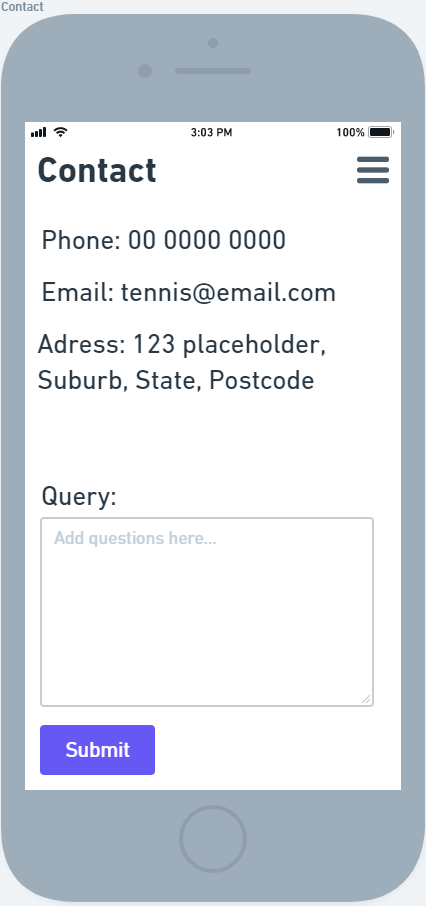 Contact
3:03 PM 100%
Contact
Phone: 00 0000 0000
Email: tennis@email.com
Adress: 123 placeholder,
Suburb, State, Postcode
Query:
Add questions here...
Submit